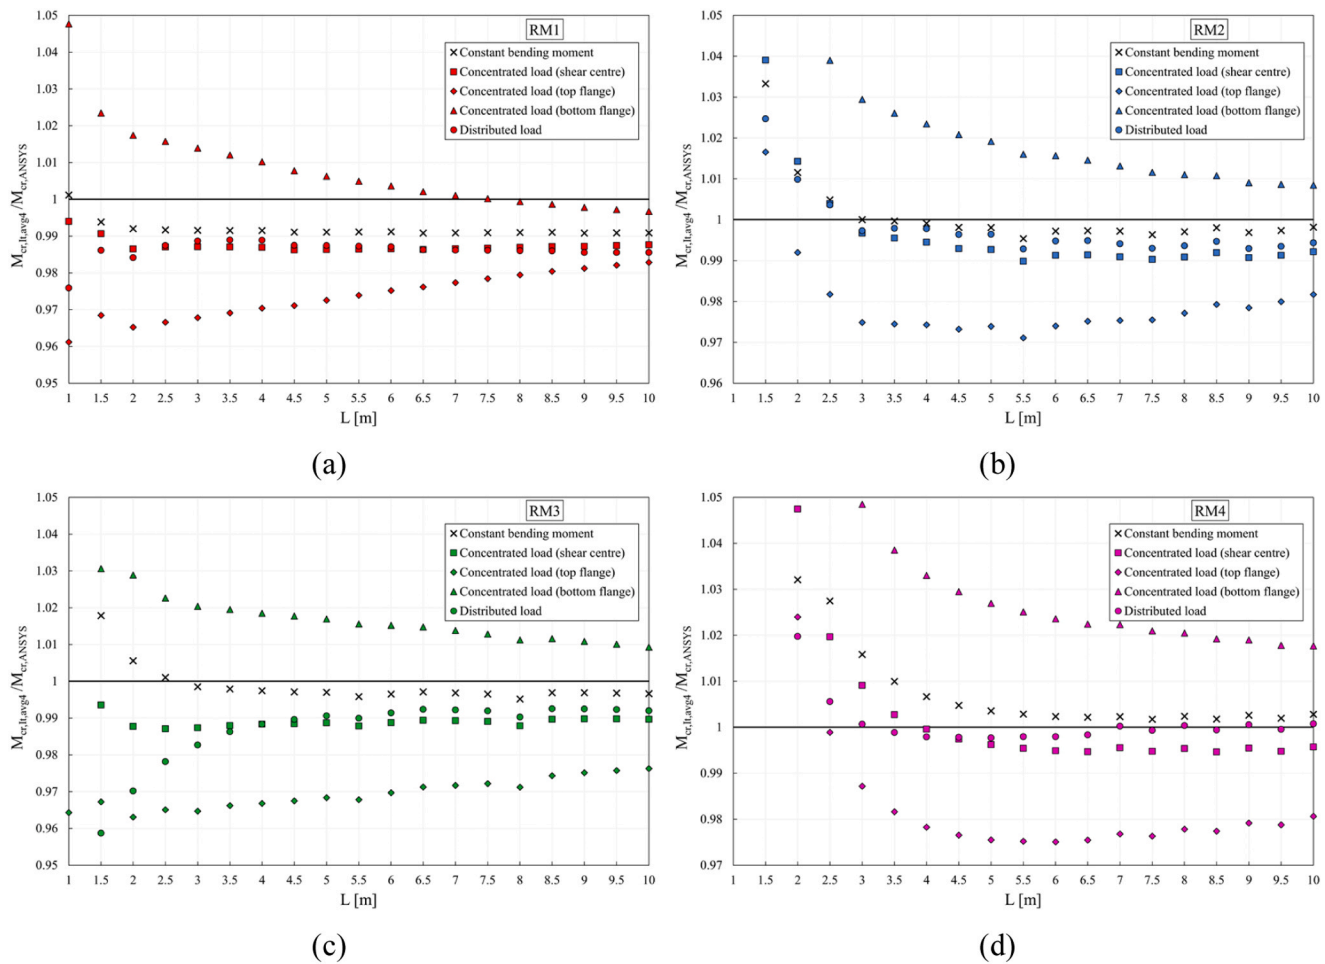 1.05
1.04
1.03
1.02
1.01
1
0.99
0.98
0.97
0.96
0.95
M_cr,lt,avg4 /M_cr,ANSYS
RM1
Constant bending moment
Concentrated load (shear centre)
Concentrated load (top flange)
Concentrated load (bottom flange)
Distributed load
1 1.5 2 2.5 3 3.5 4 4.5 5 5.5 6 6.5 7 7.5 8 8.5 9 9.5 10
L [m]
(a)
1.05
1.04
1.03
1.02
1.01
1
0.99
0.98
0.97
0.96
M_cr,lt,avg4 /M_cr,ANSYS
RM2
Constant bending moment
Concentrated load (shear centre)
Concentrated load (top flange)
Concentrated load (bottom flange)
Distributed load
1 1.5 2 2.5 3 3.5 4 4.5 5 5.5 6 6.5 7 7.5 8 8.5 9 9.5 10
L [m]
(b)
1.05
1.04
1.03
1.02
1.01
1
0.99
0.98
0.97
0.96
0.95
M_cr,lt,avg4 /M_cr,ANSYS
RM3
Constant bending moment
Concentrated load (shear centre)
Concentrated load (top flange)
Concentrated load (bottom flange)
Distributed load
1 1.5 2 2.5 3 3.5 4 4.5 5 5.5 6 6.5 7 7.5 8 8.5 9 9.5 10
L [m]
(c)
1.05
1.04
1.03
1.02
1.01
1
0.99
0.98
0.97
M_cr,lt,avg4 /M_cr,ANSYS
RM4
Constant bending moment
Concentrated load (shear centre)
Concentrated load (top flange)
Concentrated load (bottom flange)
Distributed load
1 1.5 2 2.5 3 3.5 4 4.5 5 5.5 6 6.5 7 7.5 8 8.5 9 9.5 10
L [m]
(d)